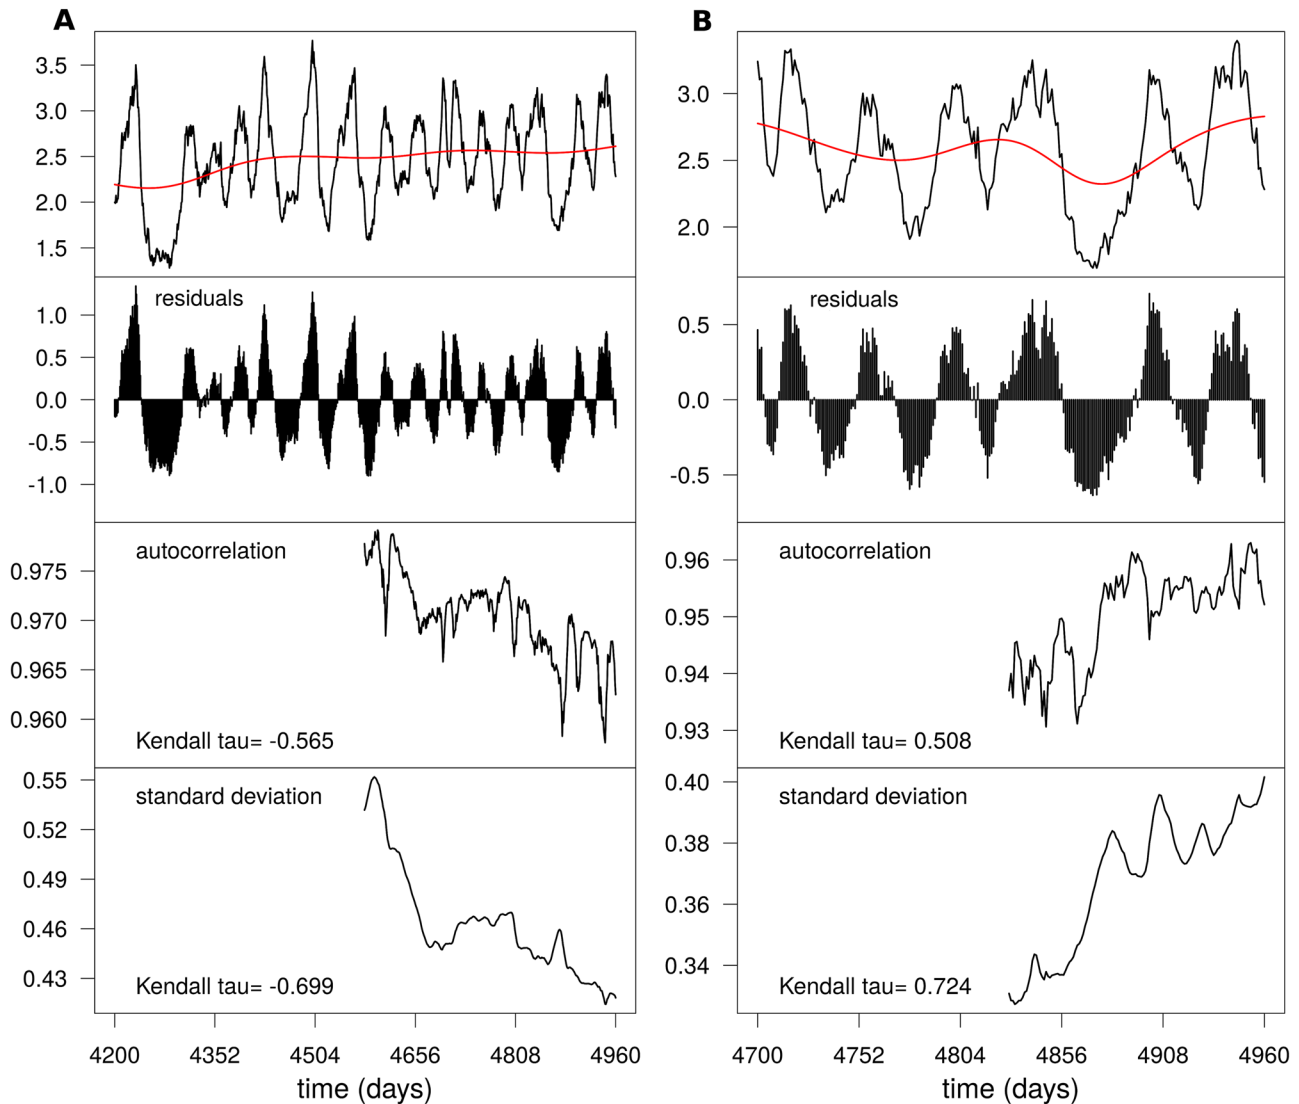 A
3.5
3.0
2.5
2.0
1.5
residuals
1.0
0.5
0.0
-0.5
-1.0
autocorrelation
0.975
0.970
0.965
0.960
Kendall tau= -0.565
0.55
standard deviation
0.52
0.49
0.46
0.43
Kendall tau= -0.699
4200 4352 4504 4656 4808 4960
time (days)
B
3.0
2.5
2.0
residuals
0.5
0.0
-0.5
autocorrelation
0.96
0.95
0.94
0.93
Kendall tau= 0.508
0.40
standard deviation
0.38
0.36
0.34
Kendall tau= 0.724
4700 4752 4804 4856 4908 4960
time (days)